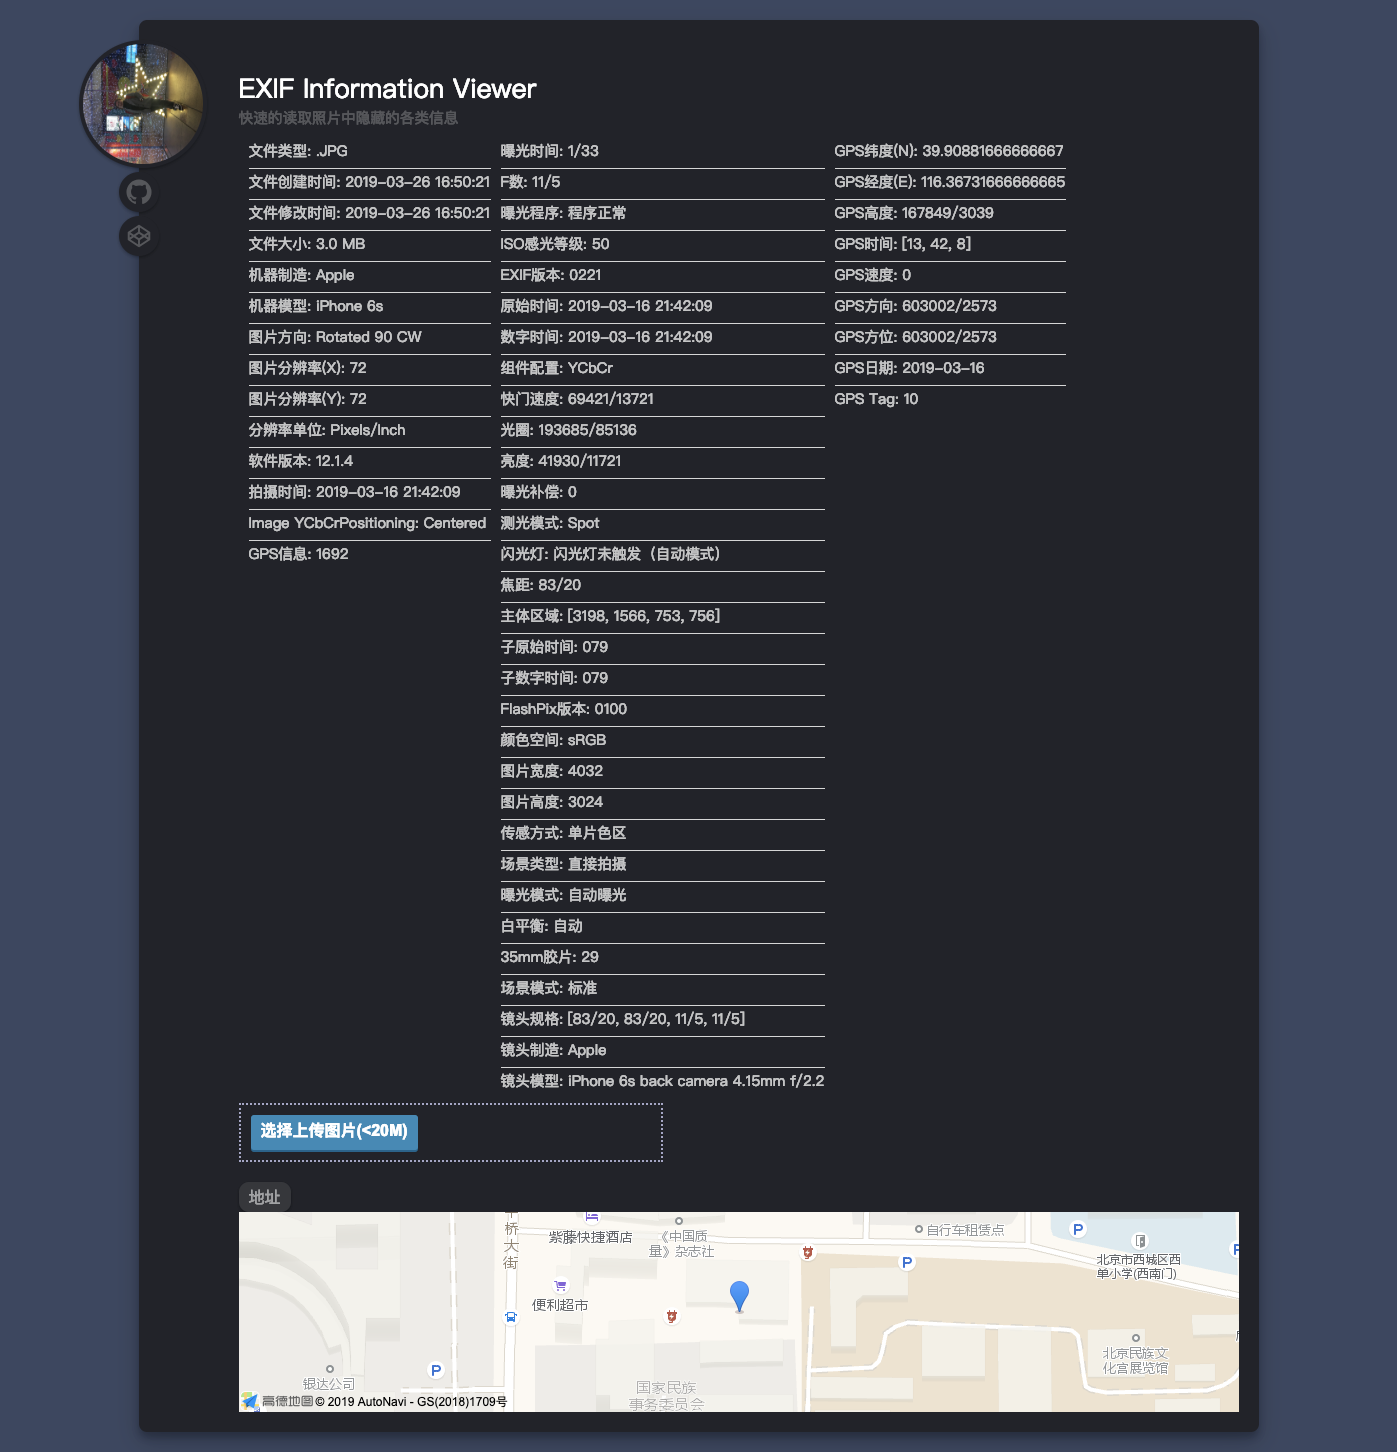 EXIF Information Viewer
快速的读取照片中隐藏的各类信息
文件类型: .JPG
文件创建时间: 2019-03-26 16:50:21
文件修改时间: 2019-03-26 16:50:21
文件大小: 3.0 MB
机器制造: Apple
机器模型: iPhone 6s
图片方向: Rotated 90 CW
图片分辨率(X): 72
图片分辨率(Y): 72
分辨率单位: Pixels/Inch
软件版本: 12.1.4
拍摄时间: 2019-03-16 21:42:09
Image YCbCrPositioning: Centered
GPS信息: 1692
曝光时间: 1/33
F数: 11/5
曝光程序: 程序正常
ISO感光等级: 50
EXIF版本: 0221
原始时间: 2019-03-16 21:42:09
数字时间: 2019-03-16 21:42:09
组件配置: YCbCr
快门速度: 69421/13721
光圈: 193685/85136
亮度: 41930/11721
曝光补偿: 0
测光模式: Spot
闪光灯: 闪光灯未触发（自动模式）
焦距: 83/20
主体区域: [3198, 1566, 753, 756]
子原始时间: 079
子数字时间: 079
FlashPix版本: 0100
颜色空间: sRGB
图片宽度: 4032
图片高度: 3024
传感方式: 单片色区
场景类型: 直接拍摄
曝光模式: 自动曝光
白平衡: 自动
35mm胶片: 29
场景模式: 标准
镜头规格: [83/20, 83/20, 11/5, 11/5]
镜头制造: Apple
镜头模型: iPhone 6s back camera 4.15mm f/2.2
GPS纬度(N): 39.90881666666667
GPS经度(E): 116.36731666666665
GPS高度: 167849/3039
GPS时间: [13, 42, 8]
GPS速度: 0
GPS方向: 603002/2573
GPS方位: 603002/2573
GPS日期: 2019-03-16
GPS Tag: 10
选择上传图片(<20M)
地址
桥大街
紫藤快捷酒店
《中国质
量》杂志社
自行车租赁点
P
P
P
北京市西城区西
单小学(西南门)
便利超市
P
银达公司
国家民族
事务委员会
北京民族文
化宫展览馆
高德地图 © 2019 AutoNavi - GS(2018)1709号